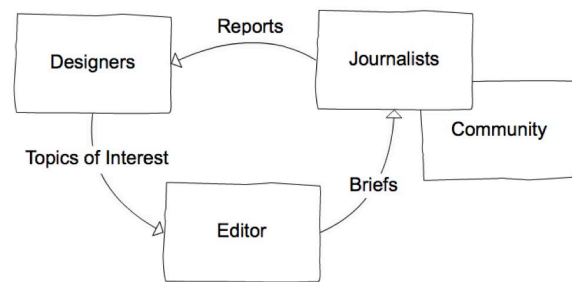 Reports
Designers
Journalists
Community
Topics of Interest
Briefs
Editor